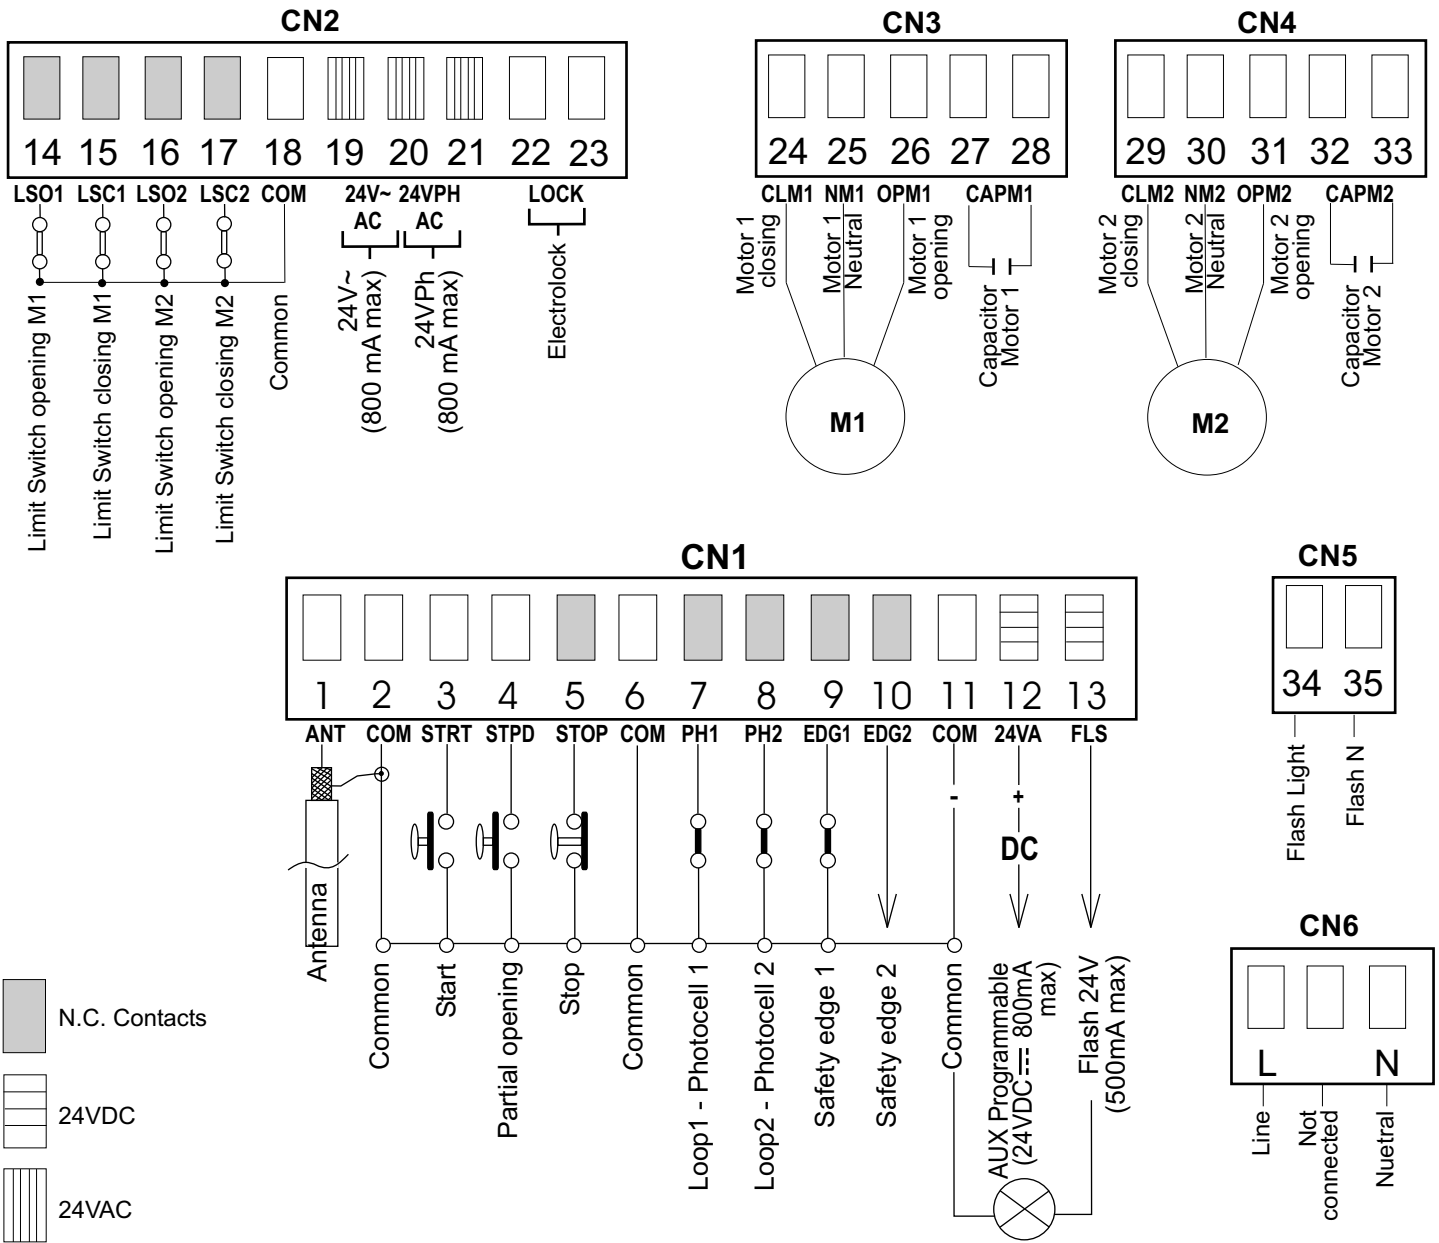 CN2
14 15 16 17 18 19 20 21 22 23
LSO1 LSC1 LSO2 LSC2 COM 24V~ AC 24VPH AC LOCK
Limit Switch opening M1
Limit Switch closing M1
Limit Switch opening M2
Limit Switch closing M2
Common
24V~
(800 mA max)
24VPh
(800 mA max)
Electrolock
CN3
24 25 26 27 28
CLM1 NM1 OPM1 CAPM1
Motor 1
closing
Motor 1
Neutral
Motor 1
opening
Capacitor
Motor 1
M1
CN4
29 30 31 32 33
CLM2 NM2 OPM2 CAPM2
Motor 2
closing
Motor 2
Neutral
Motor 2
opening
Capacitor
Motor 2
M2
CN1
1 2 3 4 5 6 7 8 9 10 11 12 13
ANT COM STRT STPD STOP COM PH1 PH2 EDG1 EDG2 COM 24VA FLS
- +
DC
Antenna
Common
Start
Partial opening
Stop
Common
Loop1 - Photocell 1
Loop2 - Photocell 2
Safety edge 1
Safety edge 2
Common
AUX Programmable
(24VDC⎓ 800mA
max)
Flash 24V
(500mA max)
CN5
34 35
Flash Light
Flash N
CN6
L N
Line
Not
connected
Nuetral
N.C. Contacts
24VDC
24VAC